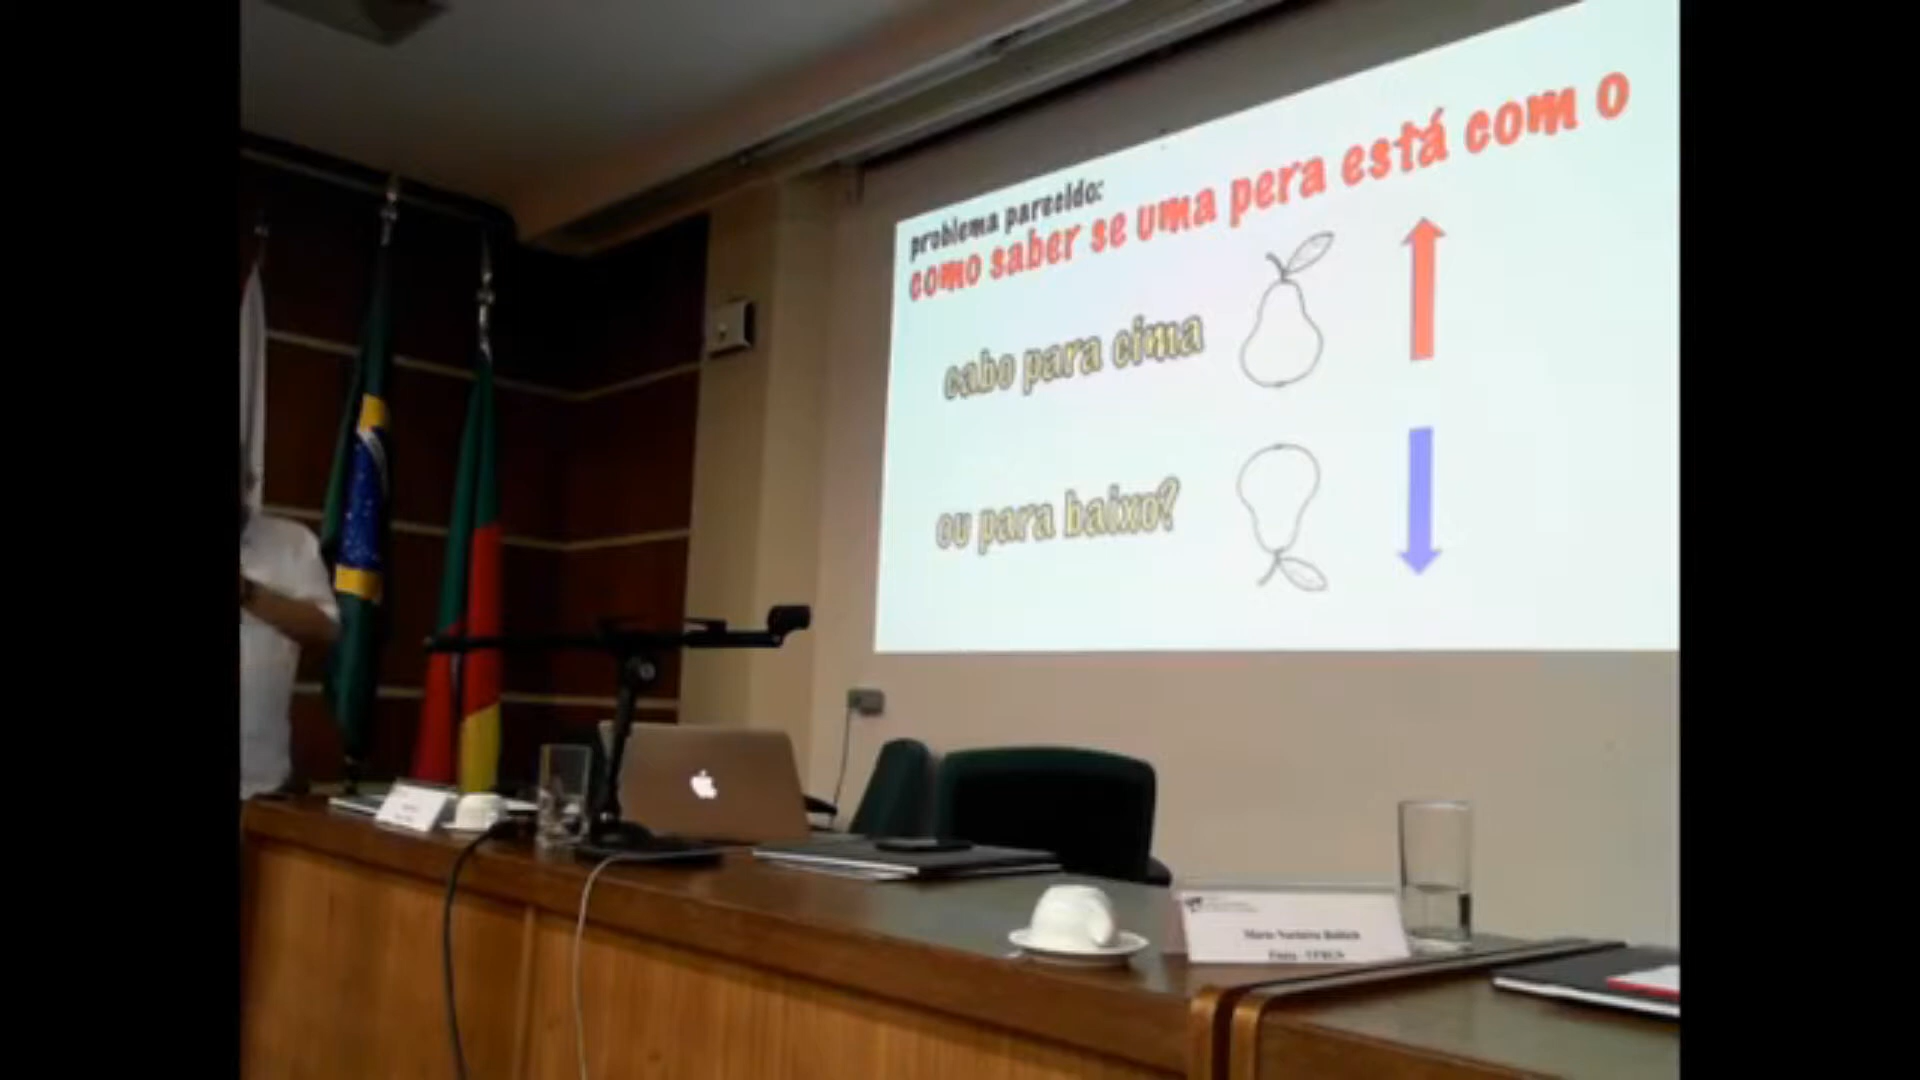 problema parecido:
como saber se uma pera está com o
cabo para cima
ou para baixo?